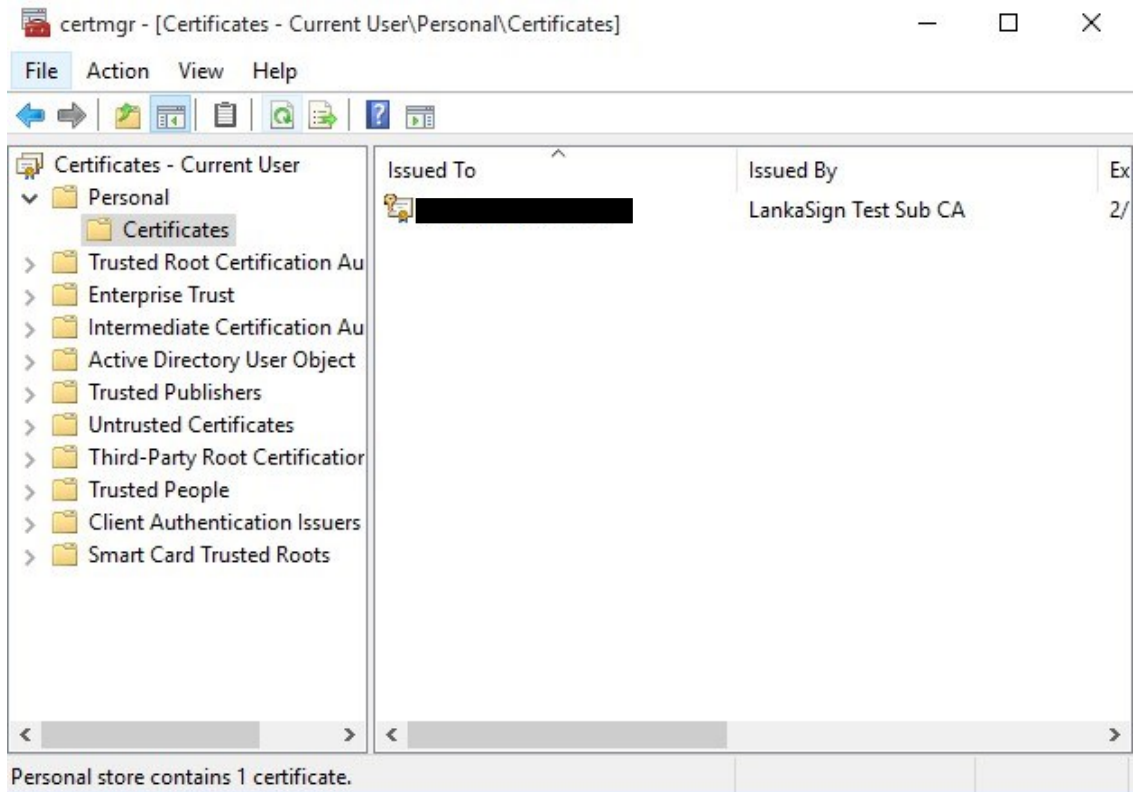 certmgr - [Certificates - Current User\Personal\Certificates]
File Action View Help
Certificates - Current User
Personal
Certificates
Trusted Root Certification Au
Enterprise Trust
Intermediate Certification Au
Active Directory User Object
Trusted Publishers
Untrusted Certificates
Third-Party Root Certification
Trusted People
Client Authentication Issuers
Smart Card Trusted Roots
Issued To Issued By Ex
LankaSign Test Sub CA 2/
Personal store contains 1 certificate.